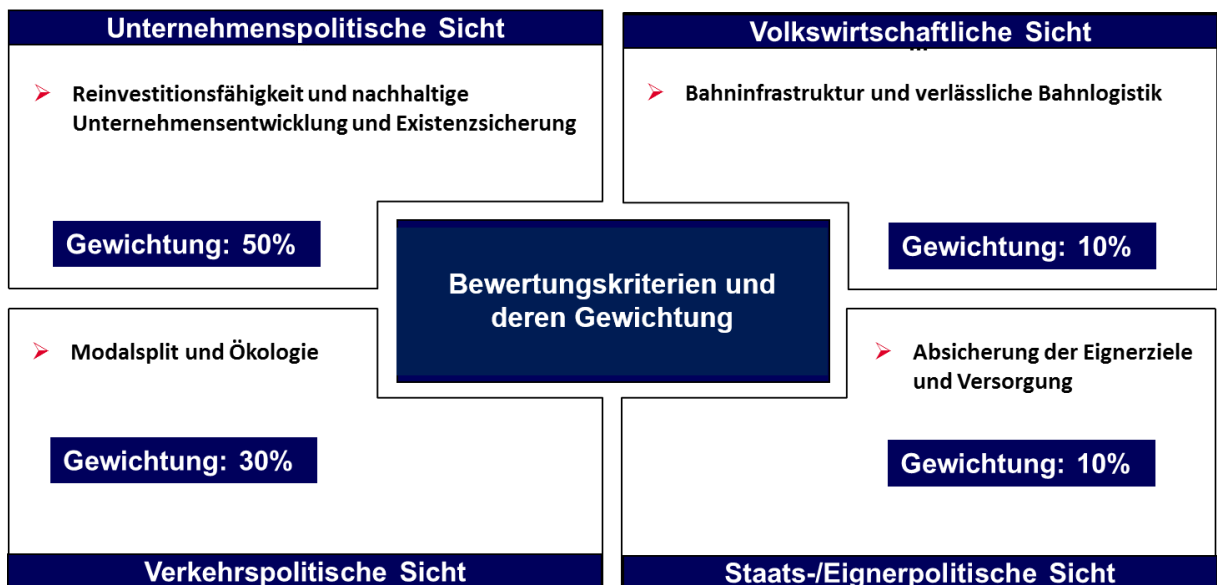 Unternehmenspolitische Sicht
Reinvestitionsfähigkeit und nachhaltige
Unternehmensentwicklung und Existenzsicherung
Gewichtung: 50%
Volkswirtschaftliche Sicht
Bahninfrastruktur und verlässliche Bahnlogistik
Gewichtung: 10%
Bewertungskriterien und
deren Gewichtung
Modalsplit und Ökologie
Gewichtung: 30%
Verkehrspolitische Sicht
Absicherung der Eignerziele
und Versorgung
Gewichtung: 10%
Staats-/Eignerpolitische Sicht